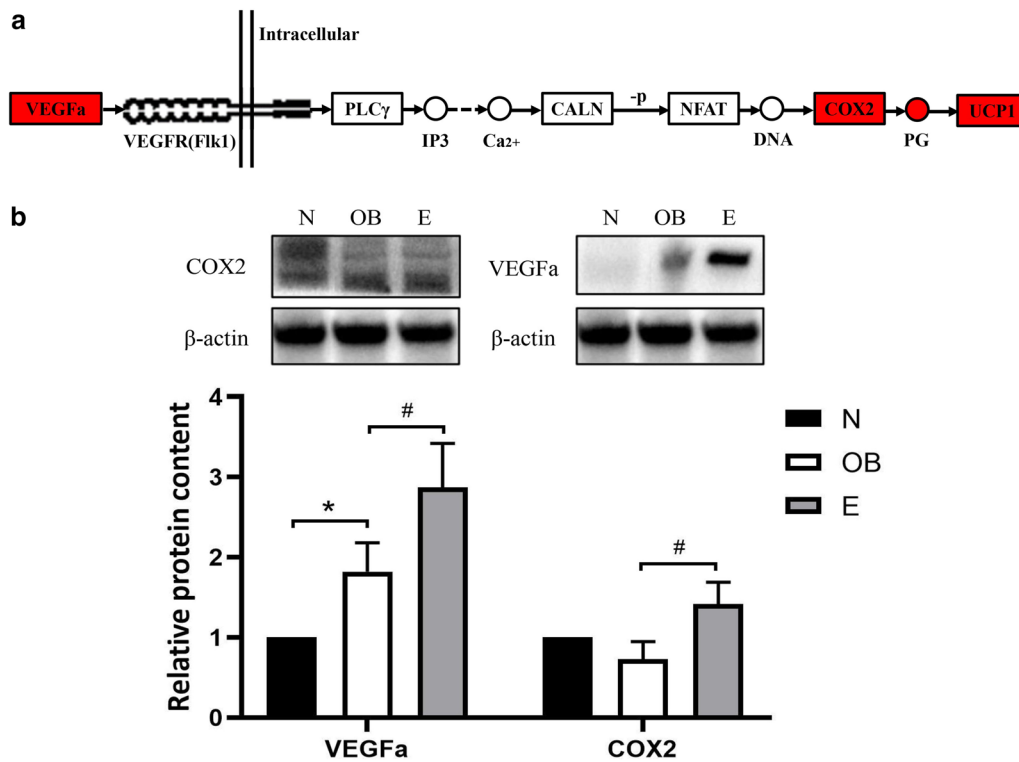 a
Intracellular
VEGFa
VEGFR(Flk1)
PLCγ
IP3
Ca2+
CALN
-p
NFAT
DNA
COX2
PG
UCP1
b
N OB E
COX2
β-actin
N OB E
VEGFa
β-actin
Relative protein content
4
3
2
1
0
*
#
#
VEGFa
COX2
N
OB
E